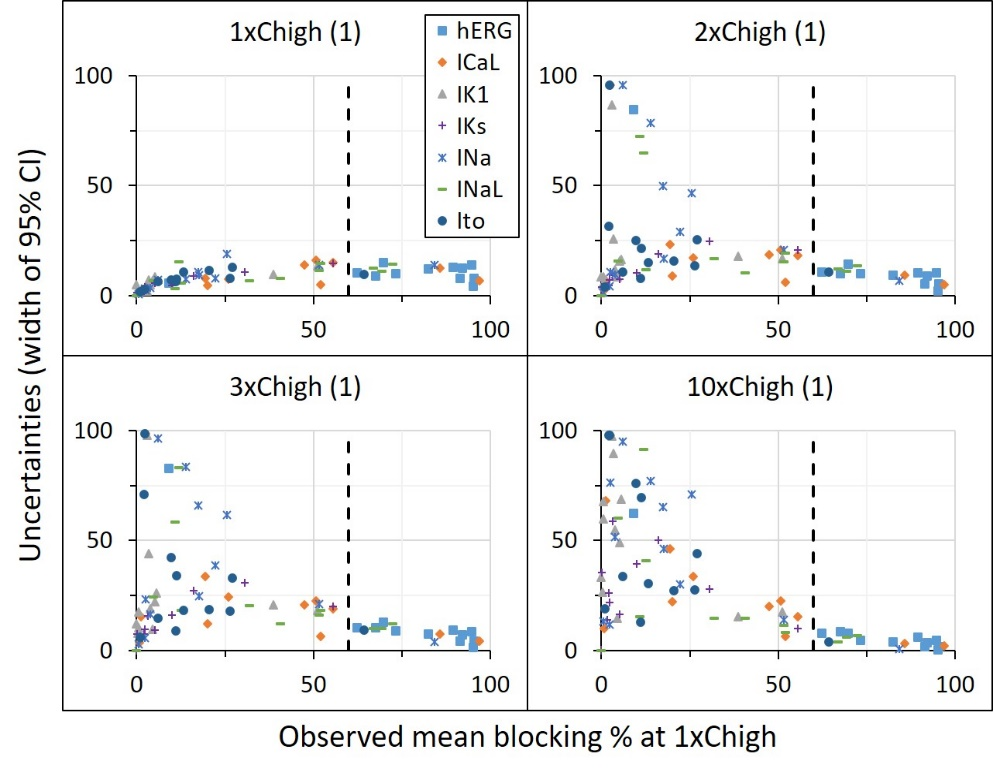 1xChigh (1)
2xChigh (1)
hERG
ICaL
IK1
IKs
INa
INaL
Ito
100
50
0
0
50
100
100
50
0
0
50
100
3xChigh (1)
10xChigh (1)
100
50
0
0
50
100
100
50
0
0
50
100
Uncertainties (width of 95% CI)
Observed mean blocking % at 1xChigh